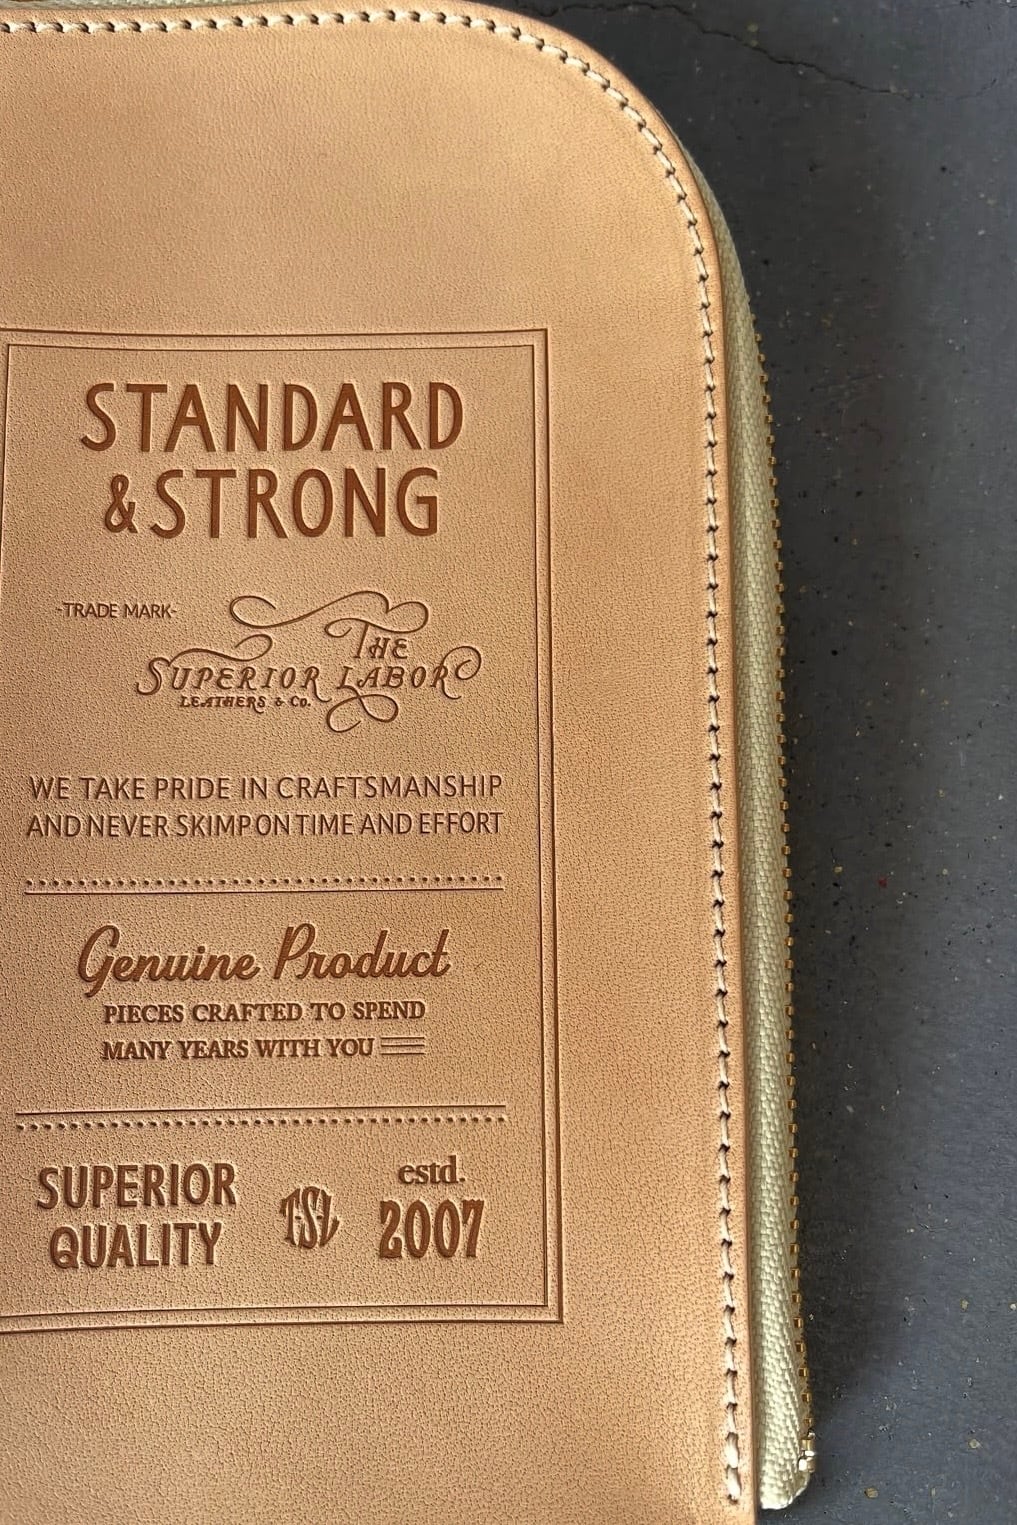 STANDARD
&STRONG
-TRADE MARK-
THE
SUPERIOR LABOR
LEATHERS & Co.
WE TAKE PRIDE IN CRAFTSMANSHIP
AND NEVER SKIMP ON TIME AND EFFORT
Genuine Product
PIECES CRAFTED TO SPEND
MANY YEARS WITH YOU
SUPERIOR
QUALITY
TSL
estd.
2007